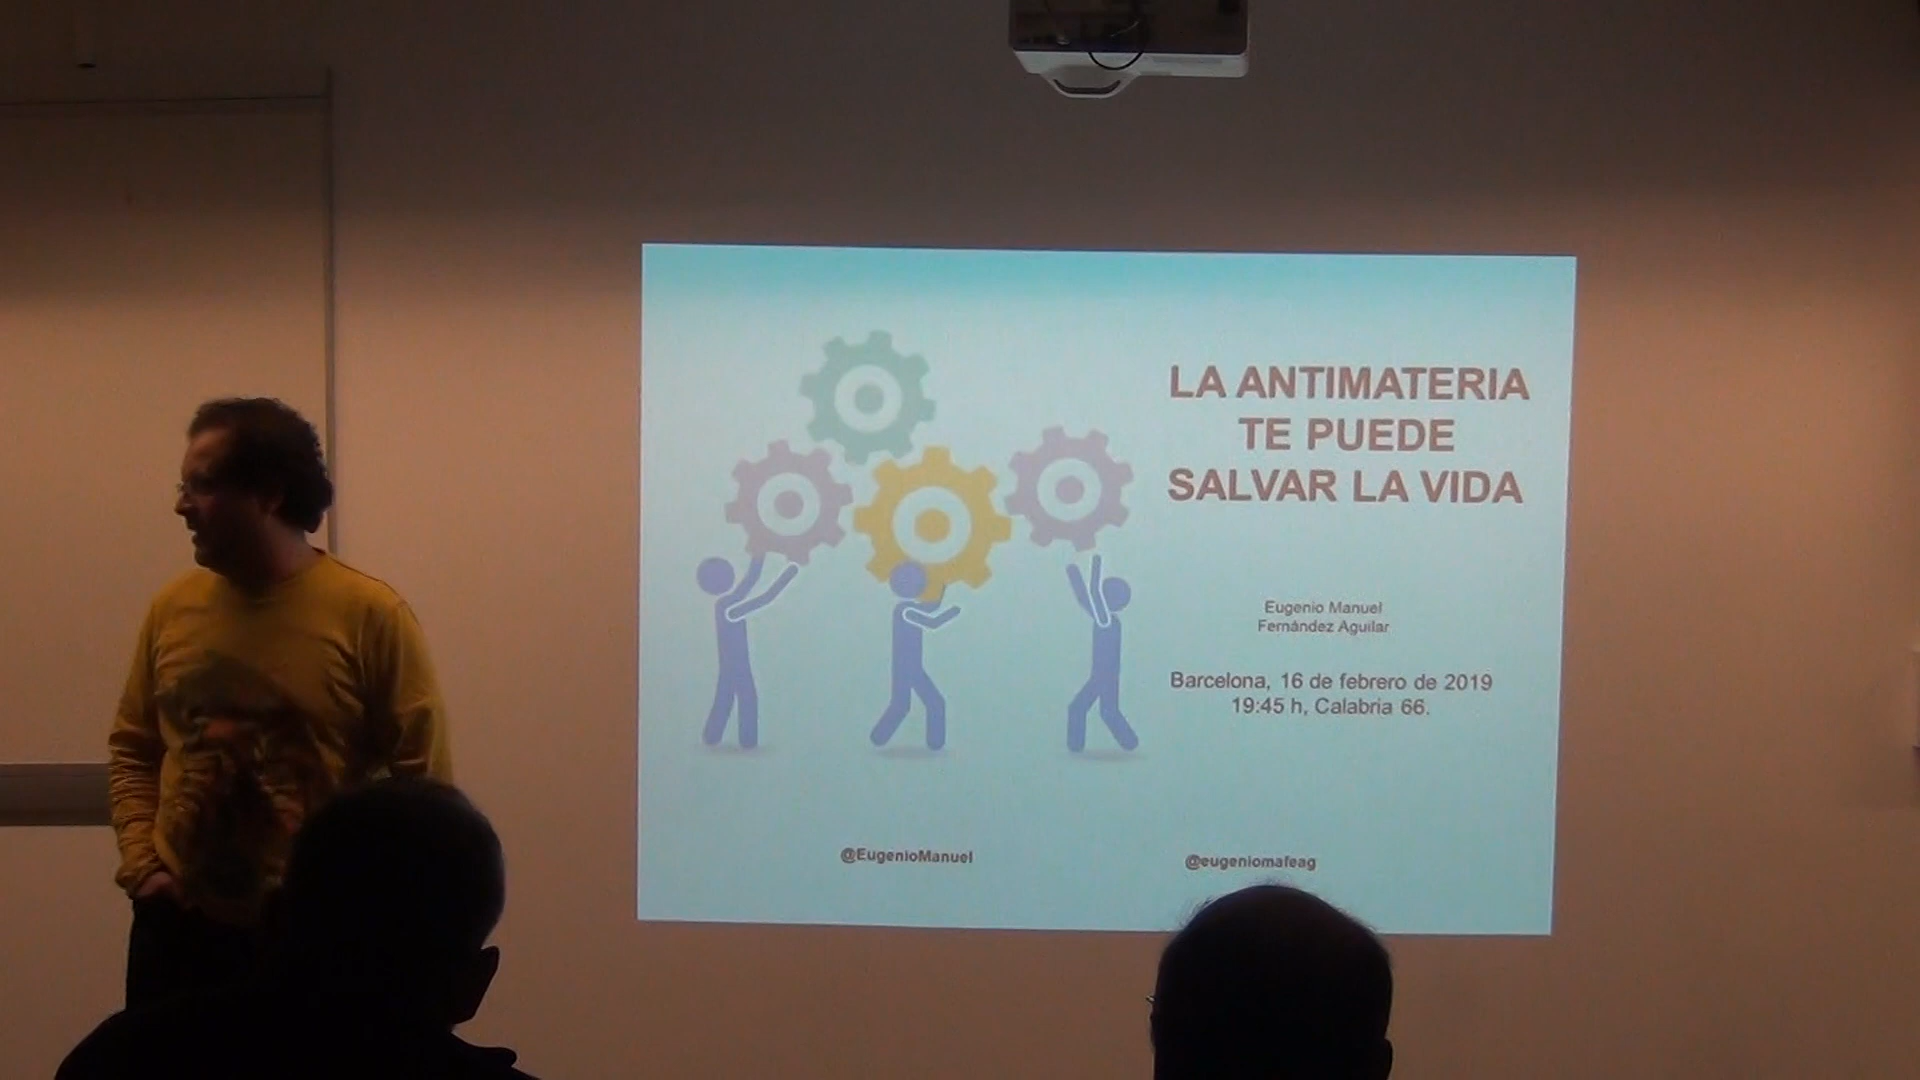 LA ANTIMATERIA
TE PUEDE
SALVAR LA VIDA
Eugenio Manuel
Fernández Aguilar
Barcelona, 16 de febrero de 2019
19:45 h, Calabria 66.
@EugenioManuel
@eugeniomafeag